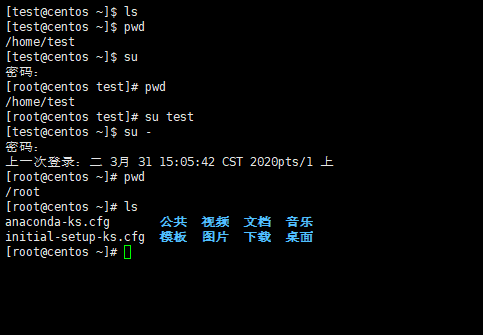 [test@centos ~]$ ls
[test@centos ~]$ pwd
/home/test
[test@centos ~]$ su
密码：
[root@centos test]# pwd
/home/test
[root@centos test]# su test
[test@centos ~]$ su -
密码：
上一次登录：二 3月 31 15:05:42 CST 2020pts/1 上
[root@centos ~]# pwd
/root
[root@centos ~]# ls
anaconda-ks.cfg 公共 视频 文档 音乐
initial-setup-ks.cfg 模板 图片 下载 桌面
[root@centos ~]#